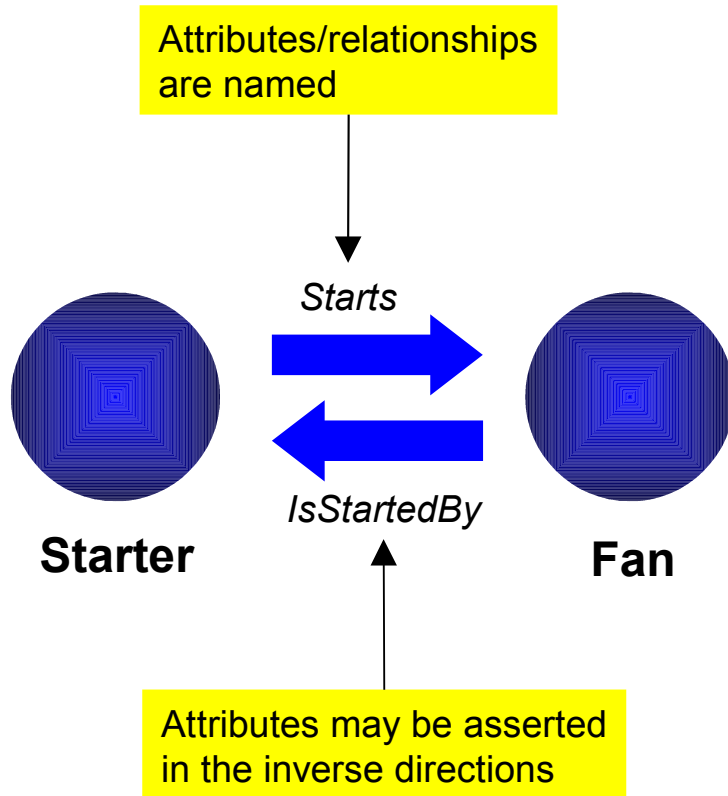 Attributes/relationships
are named
Starts
IsStartedBy
Starter
Fan
Attributes may be asserted
in the inverse directions